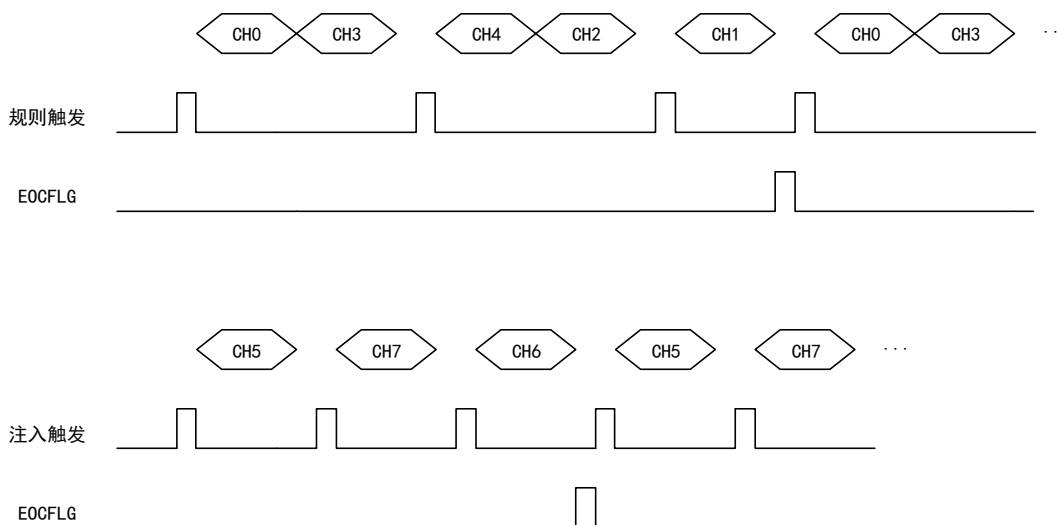 CH0 CH3 CH4 CH2 CH1 CH0 CH3 ··
规则触发
EOCFLG
CH5 CH7 CH6 CH5 CH7 ···
注入触发
EOCFLG